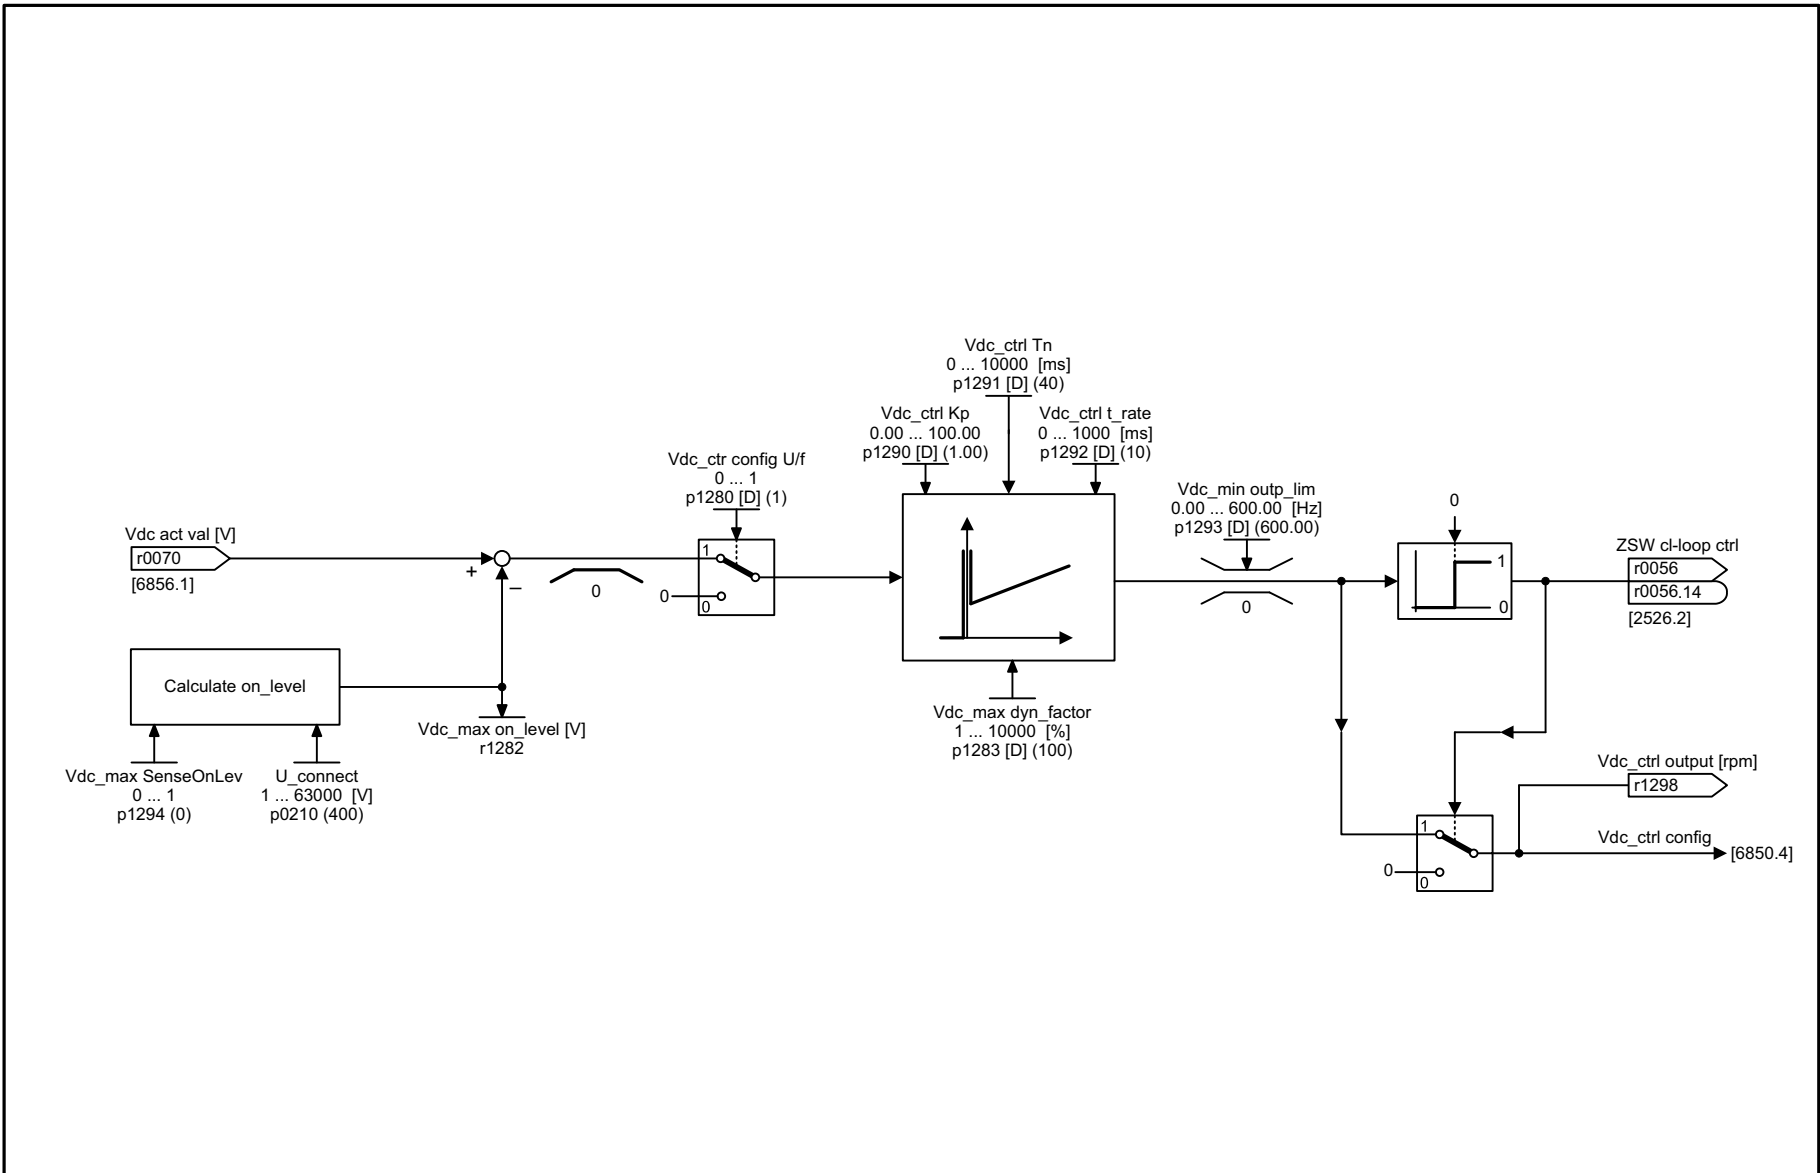 Vdc_ctrl Tn
0 ... 10000 [ms]
p1291 [D] (40)
Vdc_ctrl Kp
0.00 ... 100.00
p1290 [D] (1.00)
Vdc_ctrl t_rate
0 ... 1000 [ms]
p1292 [D] (10)
Vdc_ctr config U/f
0 ... 1
p1280 [D] (1)
Vdc_min outp_lim
0.00 ... 600.00 [Hz]
p1293 [D] (600.00)
0
Vdc act val [V]
r0070
[6856.1]
+
–
0
1
0
0
0
1
0
ZSW cl-loop ctrl
r0056
r0056.14
[2526.2]
Calculate on_level
Vdc_max on_level [V]
r1282
Vdc_max dyn_factor
1 ... 10000 [%]
p1283 [D] (100)
Vdc_max SenseOnLev
0 ... 1
p1294 (0)
U_connect
1 ... 63000 [V]
p0210 (400)
Vdc_ctrl output [rpm]
r1298
1
0
0
Vdc_ctrl config
[6850.4]